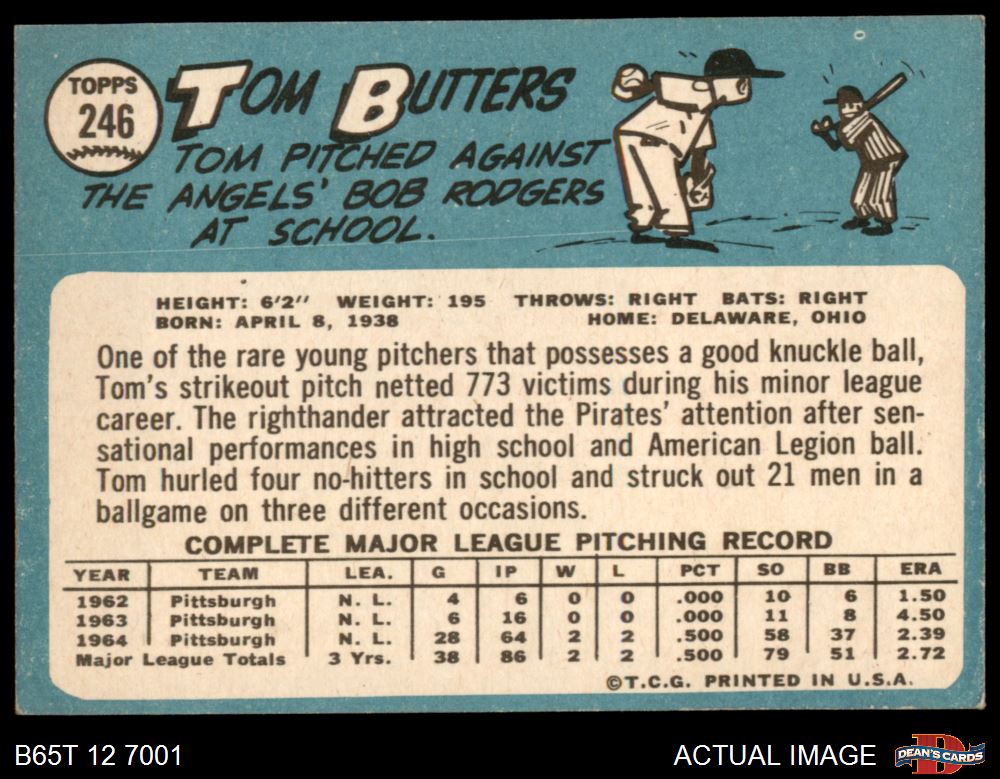 TOPPS
246
TOM BUTTERS
TOM PITCHED AGAINST
THE ANGELS' BOB RODGERS
AT SCHOOL.
HEIGHT: 6'2" WEIGHT: 195 THROWS: RIGHT BATS: RIGHT
BORN: APRIL 8, 1938 HOME: DELAWARE, OHIO
One of the rare young pitchers that possesses a good knuckle ball,
Tom's strikeout pitch netted 773 victims during his minor league
career. The righthander attracted the Pirates' attention after sen-
sational performances in high school and American Legion ball.
Tom hurled four no-hitters in school and struck out 21 men in a
ballgame on three different occasions.
COMPLETE MAJOR LEAGUE PITCHING RECORD
YEAR TEAM LEA. G IP W L PCT SO BB ERA
1962 Pittsburgh N. L. 4 6 0 0 .000 10 6 1.50
1963 Pittsburgh N. L. 6 16 0 0 .000 11 8 4.50
1964 Pittsburgh N. L. 28 64 2 2 .500 58 37 2.39
Major League Totals 3 Yrs. 38 86 2 2 .500 79 51 2.72
©T.C.G. PRINTED IN U.S.A.
B65T 12 7001 ACTUAL IMAGE DEAN'S CARDS